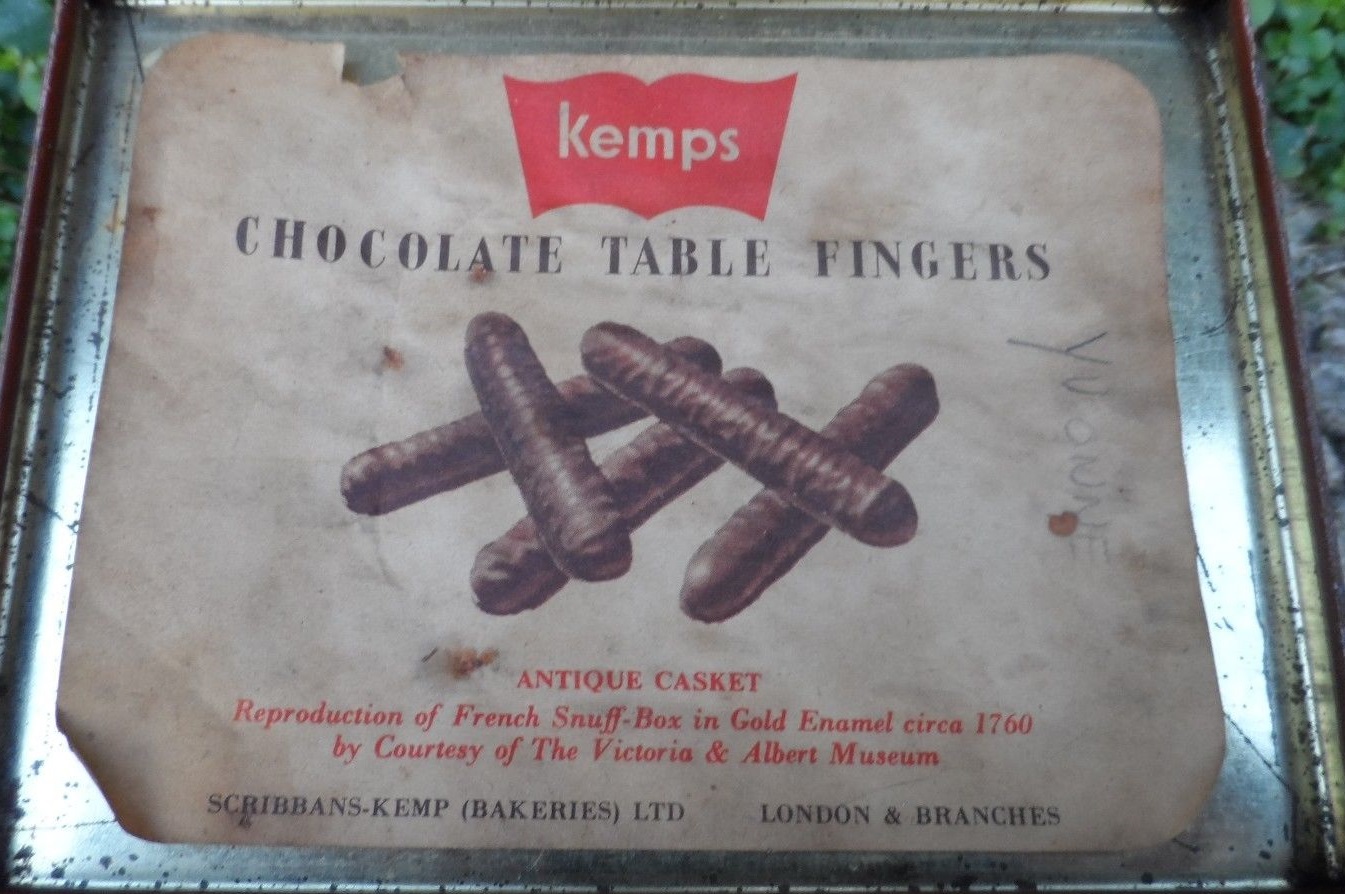 Kemps
CHOCOLATE TABLE FINGERS
YVONNE
ANTIQUE CASKET
Reproduction of French Snuff-Box in Gold Enamel circa 1760
by Courtesy of The Victoria & Albert Museum
SCRIBBANS-KEMP (BAKERIES) LTD LONDON & BRANCHES